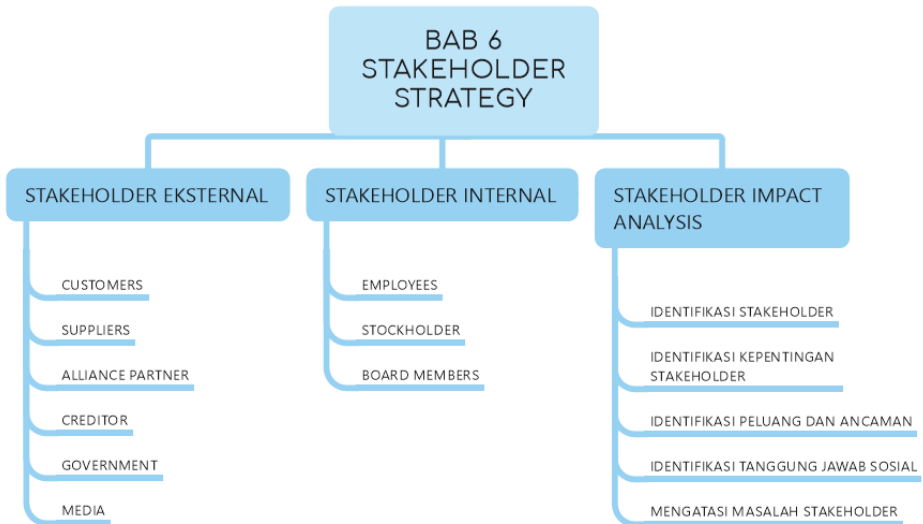 BAB 6
STAKEHOLDER
STRATEGY
STAKEHOLDER EKSTERNAL
CUSTOMERS
SUPPLIERS
ALLIANCE PARTNER
CREDITOR
GOVERNMENT
MEDIA
STAKEHOLDER INTERNAL
EMPLOYEES
STOCKHOLDER
BOARD MEMBERS
STAKEHOLDER IMPACT
ANALYSIS
IDENTIFIKASI STAKEHOLDER
IDENTIFIKASI KEPENTINGAN
STAKEHOLDER
IDENTIFIKASI PELUANG DAN ANCAMAN
IDENTIFIKASI TANGGUNG JAWAB SOSIAL
MENGATASI MASALAH STAKEHOLDER